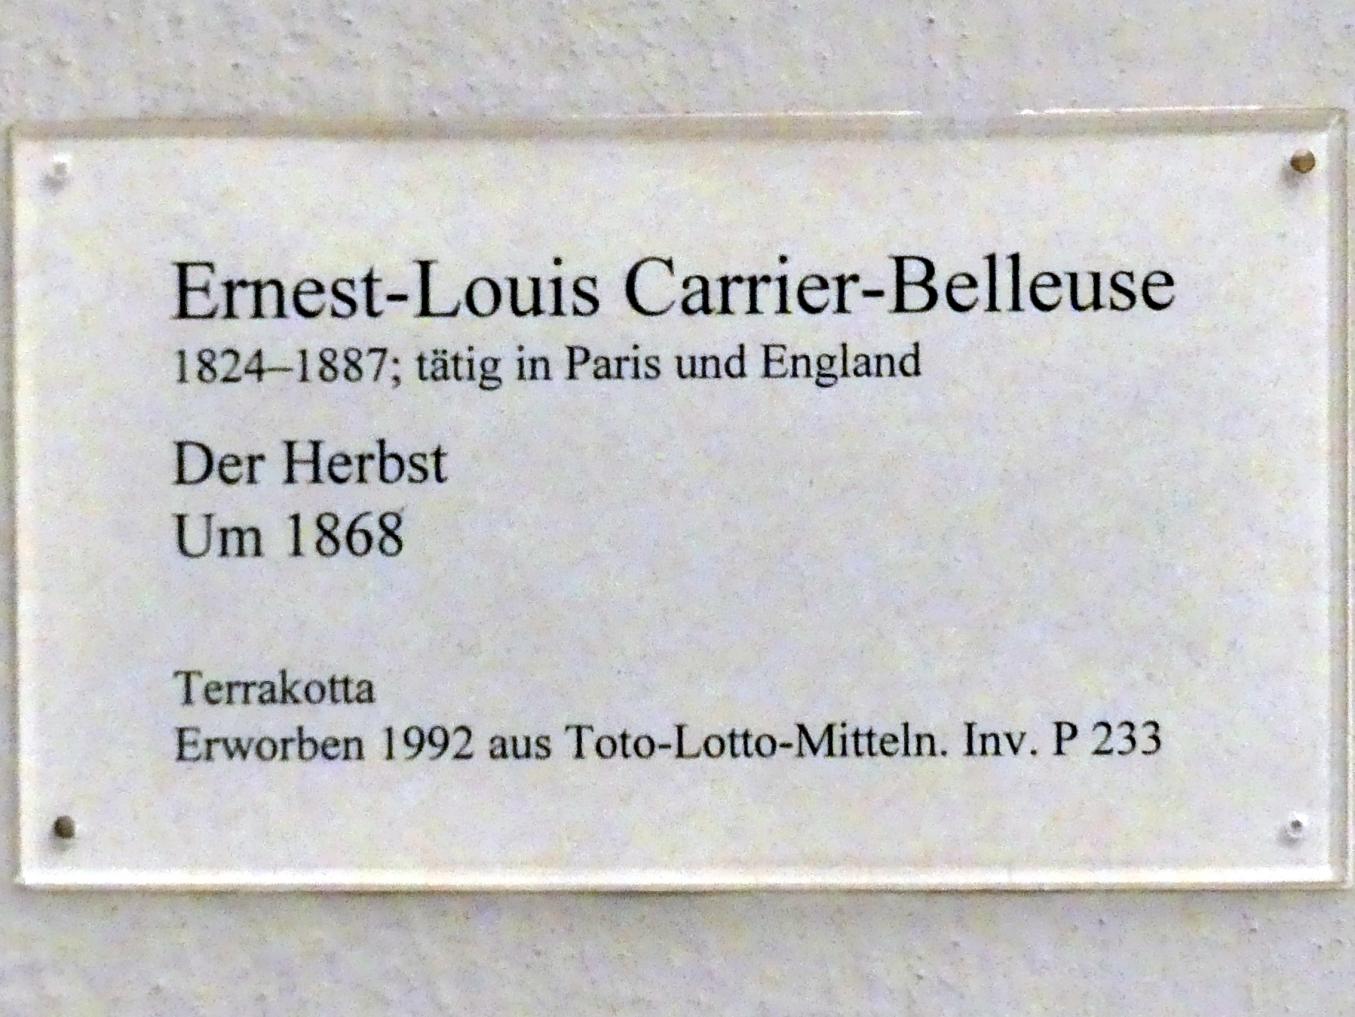 Ernest-Louis Carrier-Belleuse
1824–1887; tätig in Paris und England
Der Herbst
Um 1868
Terrakotta
Erworben 1992 aus Toto-Lotto-Mitteln. Inv. P 233